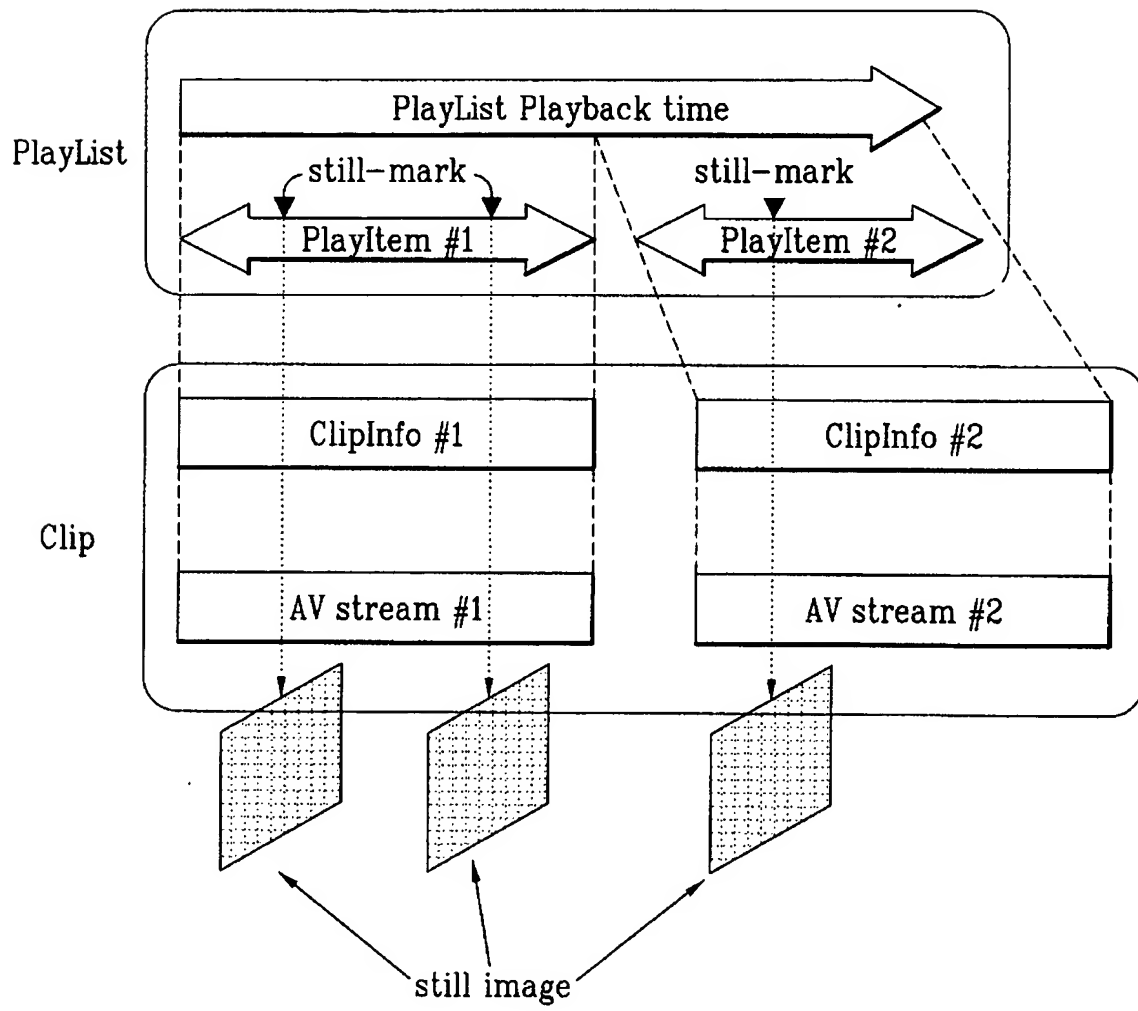 PlayList Playback time
PlayList
still-mark
still-mark
PlayItem #1
PlayItem #2
ClipInfo #1
ClipInfo #2
Clip
AV stream #1
AV stream #2
still image